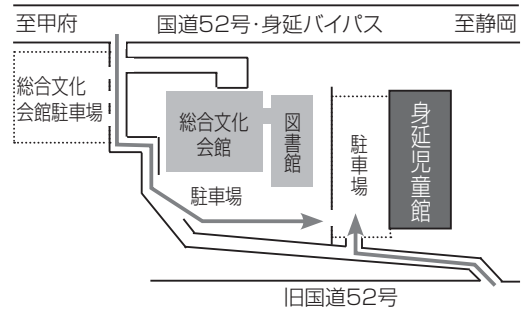 至甲府
国道52号・身延バイパス
至静岡
総合文化
会館駐車場
総合文化
会館
図書館
駐車場
身延児童館
駐車場
旧国道52号